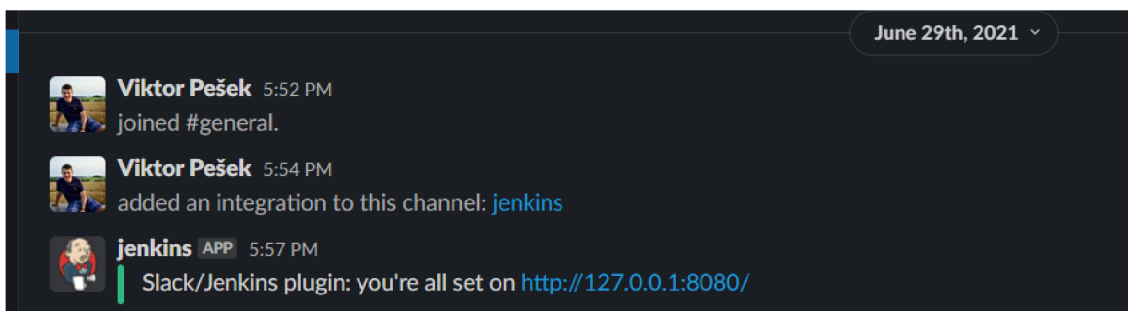 June 29th, 2021
Viktor Pešek 5:52 PM
joined #general.
Viktor Pešek 5:54 PM
added an integration to this channel: jenkins
jenkins APP 5:57 PM
Slack/Jenkins plugin: you're all set on http://127.0.0.1:8080/